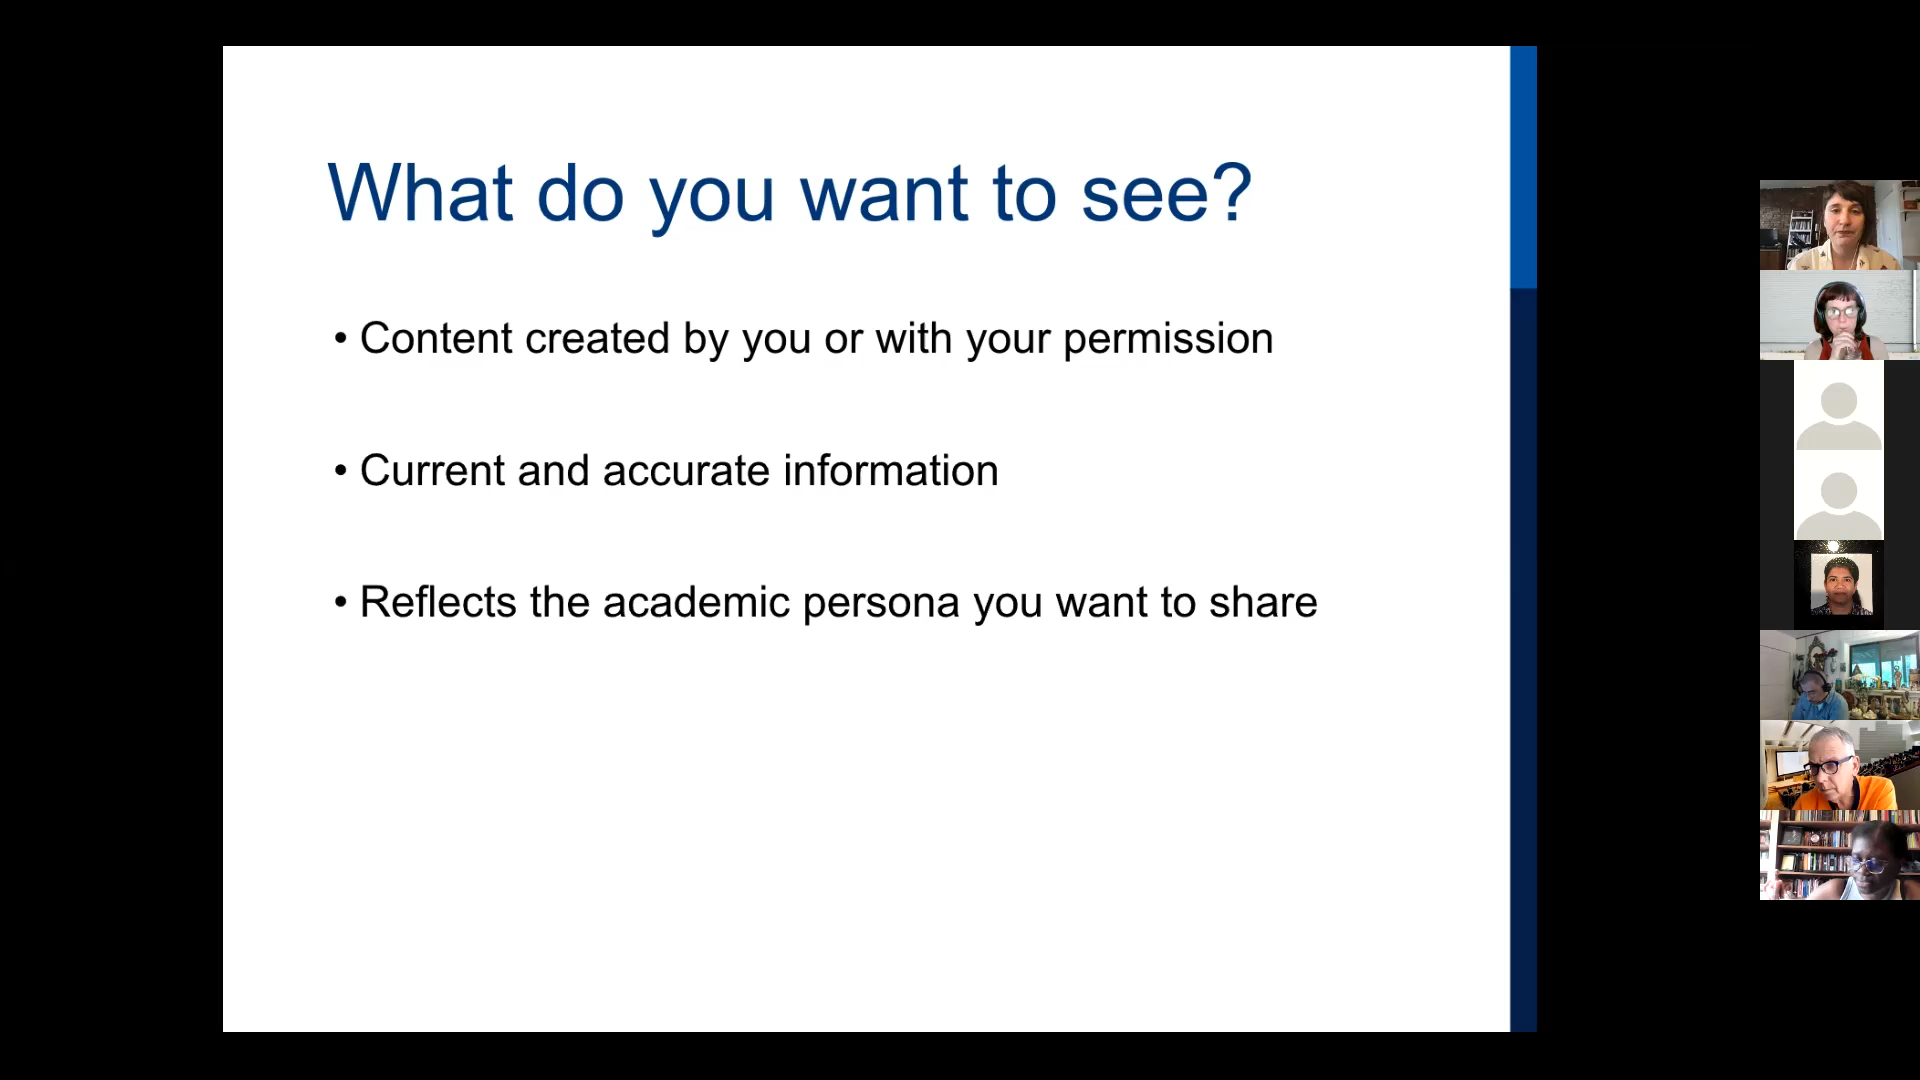 What do you want to see?
• Content created by you or with your permission
• Current and accurate information
• Reflects the academic persona you want to share